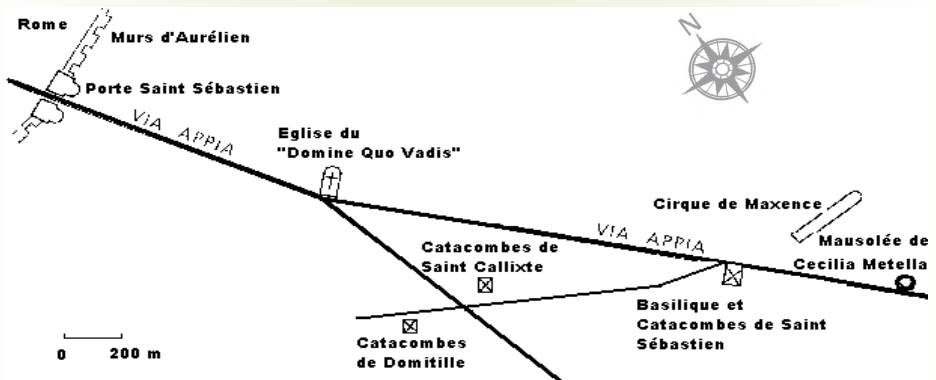 Rome
Murs d'Aurélien
N
Porte Saint Sébastien
VIA APPIA
Eglise du
"Domine Quo Vadis"
Cirque de Maxence
VIA APPIA
Mausolée de
Cecilia Metella
Catacombes de
Saint Callixte
Basilique et
Catacombes de Saint
Sébastien
Catacombes
de Domitille
0 200 m